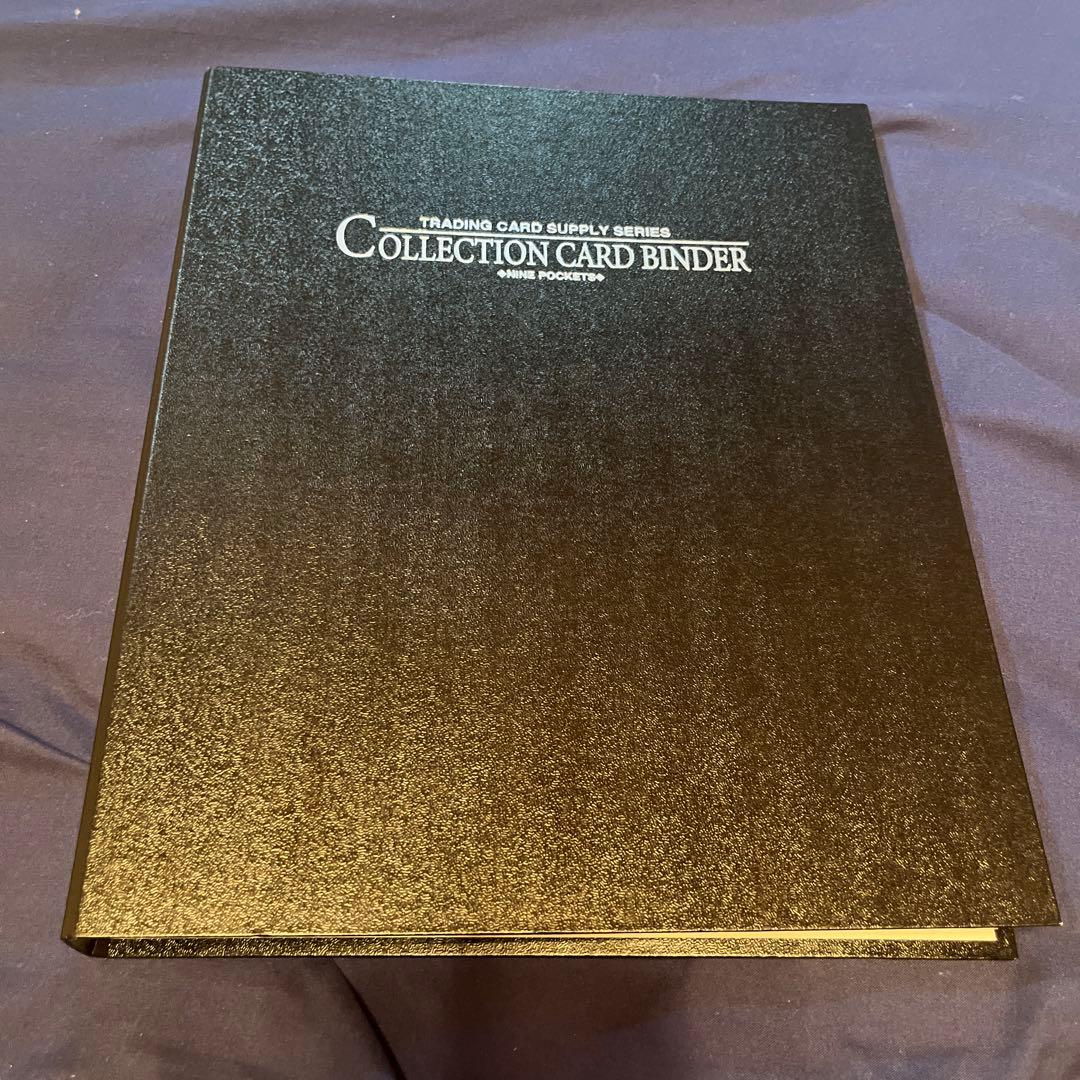 TRADING CARD SUPPLY SERIES
COLLECTION CARD BINDER
◆NINE POCKETS◆